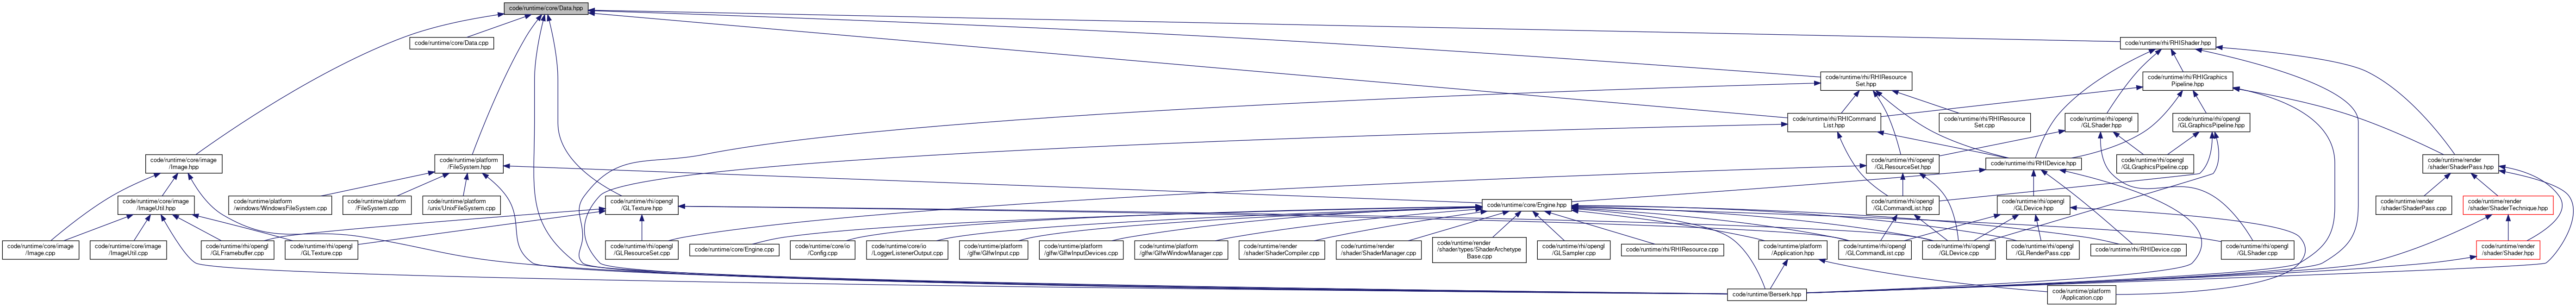 code/runtime/core/Data.hpp
code/runtime/core/Data.cpp
code/runtime/rhi/RHIShader.hpp
code/runtime/rhi/RHIResource
Set.hpp
code/runtime/rhi/RHIGraphics
Pipeline.hpp
code/runtime/rhi/RHICommand
List.hpp
code/runtime/rhi/RHIResource
Set.cpp
code/runtime/rhi/opengl
/GLShader.hpp
code/runtime/rhi/opengl
/GLGraphicsPipeline.hpp
code/runtime/core/image
/Image.hpp
code/runtime/platform
/FileSystem.hpp
code/runtime/rhi/opengl
/GLResourceSet.hpp
code/runtime/rhi/RHIDevice.hpp
code/runtime/rhi/opengl
/GLGraphicsPipeline.cpp
code/runtime/render
/shader/ShaderPass.hpp
code/runtime/core/image
/ImageUtil.hpp
code/runtime/platform
/windows/WindowsFileSystem.cpp
code/runtime/platform
/FileSystem.cpp
code/runtime/platform
/unix/UnixFileSystem.cpp
code/runtime/rhi/opengl
/GLTexture.hpp
code/runtime/core/Engine.hpp
code/runtime/rhi/opengl
/GLCommandList.hpp
code/runtime/rhi/opengl
/GLDevice.hpp
code/runtime/render
/shader/ShaderPass.cpp
code/runtime/render
/shader/ShaderTechnique.hpp
code/runtime/core/image
/Image.cpp
code/runtime/core/image
/ImageUtil.cpp
code/runtime/rhi/opengl
/GLFramebuffer.cpp
code/runtime/rhi/opengl
/GLTexture.cpp
code/runtime/rhi/opengl
/GLResourceSet.cpp
code/runtime/core/Engine.cpp
code/runtime/core/io
/Config.cpp
code/runtime/core/io
/LoggerListenerOutput.cpp
code/runtime/platform
/glfw/GlfwInput.cpp
code/runtime/platform
/glfw/GlfwInputDevices.cpp
code/runtime/platform
/glfw/GlfwWindowManager.cpp
code/runtime/render
/shader/ShaderCompiler.cpp
code/runtime/render
/shader/ShaderManager.cpp
code/runtime/render
/shader/types/ShaderArchetype
Base.cpp
code/runtime/rhi/opengl
/GLSampler.cpp
code/runtime/rhi/RHIResource.cpp
code/runtime/platform
/Application.hpp
code/runtime/rhi/opengl
/GLCommandList.cpp
code/runtime/rhi/opengl
/GLDevice.cpp
code/runtime/rhi/opengl
/GLRenderPass.cpp
code/runtime/rhi/RHIDevice.cpp
code/runtime/rhi/opengl
/GLShader.cpp
code/runtime/render
/shader/Shader.hpp
code/runtime/Berserk.hpp
code/runtime/platform
/Application.cpp